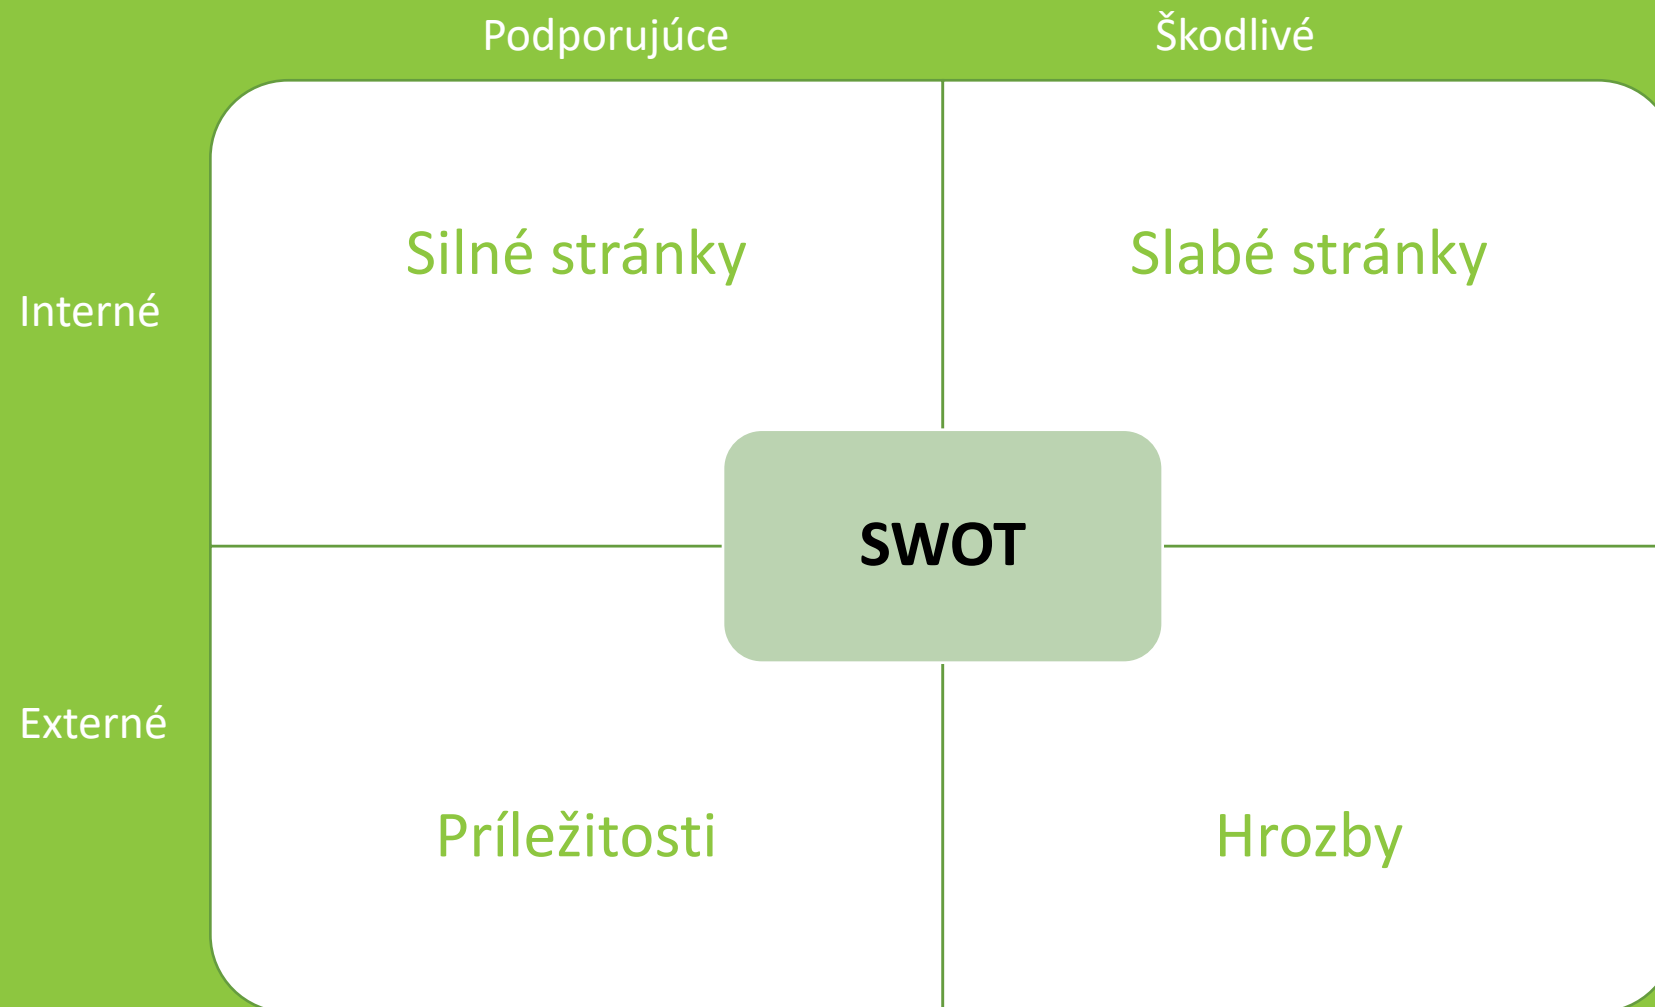 Podporujúce
Škodlivé
Interné
Silné stránky
Slabé stránky
SWOT
Externé
Príležitosti
Hrozby